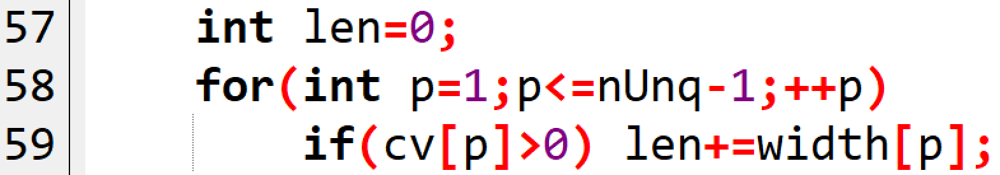 57 int len=0;
58 for(int p=1;p<=nUnq-1;++p)
59 if(cv[p]>0) len+=width[p];